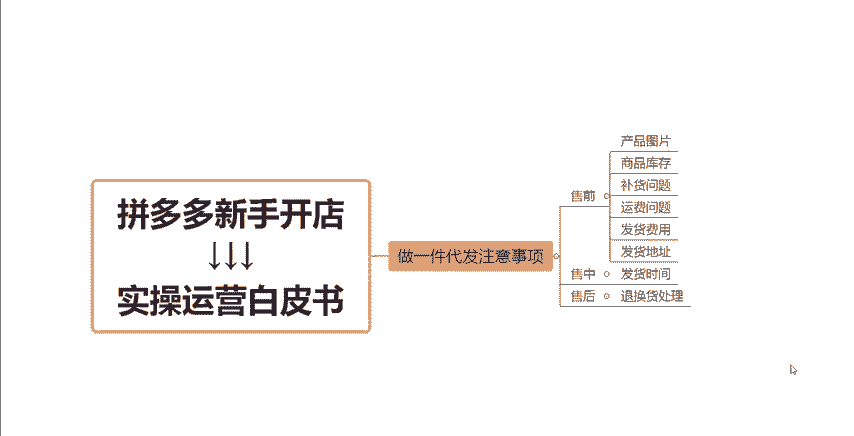 拼多多新手开店
↓↓↓
实操运营白皮书
做一件代发注意事项
售前
产品图片
商品库存
补货问题
运费问题
发货费用
发货地址
售中
发货时间
售后
退换货处理